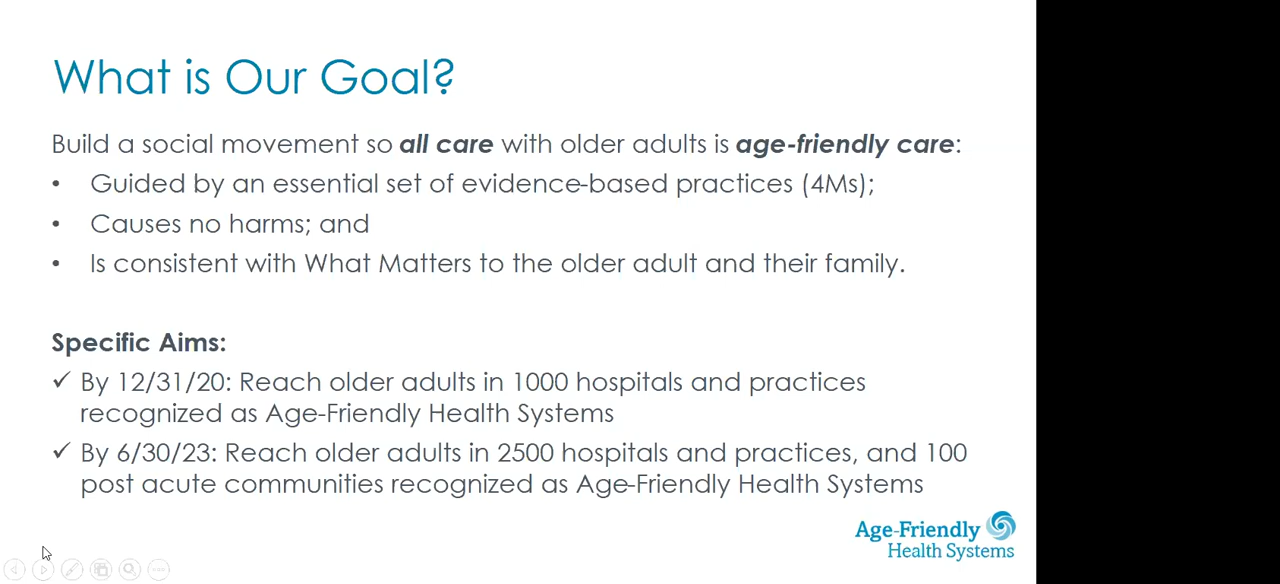 What is Our Goal?
Build a social movement so all care with older adults is age-friendly care:
• Guided by an essential set of evidence-based practices (4Ms);
• Causes no harms; and
• Is consistent with What Matters to the older adult and their family.
Specific Aims:
✓ By 12/31/20: Reach older adults in 1000 hospitals and practices
recognized as Age-Friendly Health Systems
✓ By 6/30/23: Reach older adults in 2500 hospitals and practices, and 100
post acute communities recognized as Age-Friendly Health Systems
Age-Friendly
Health Systems